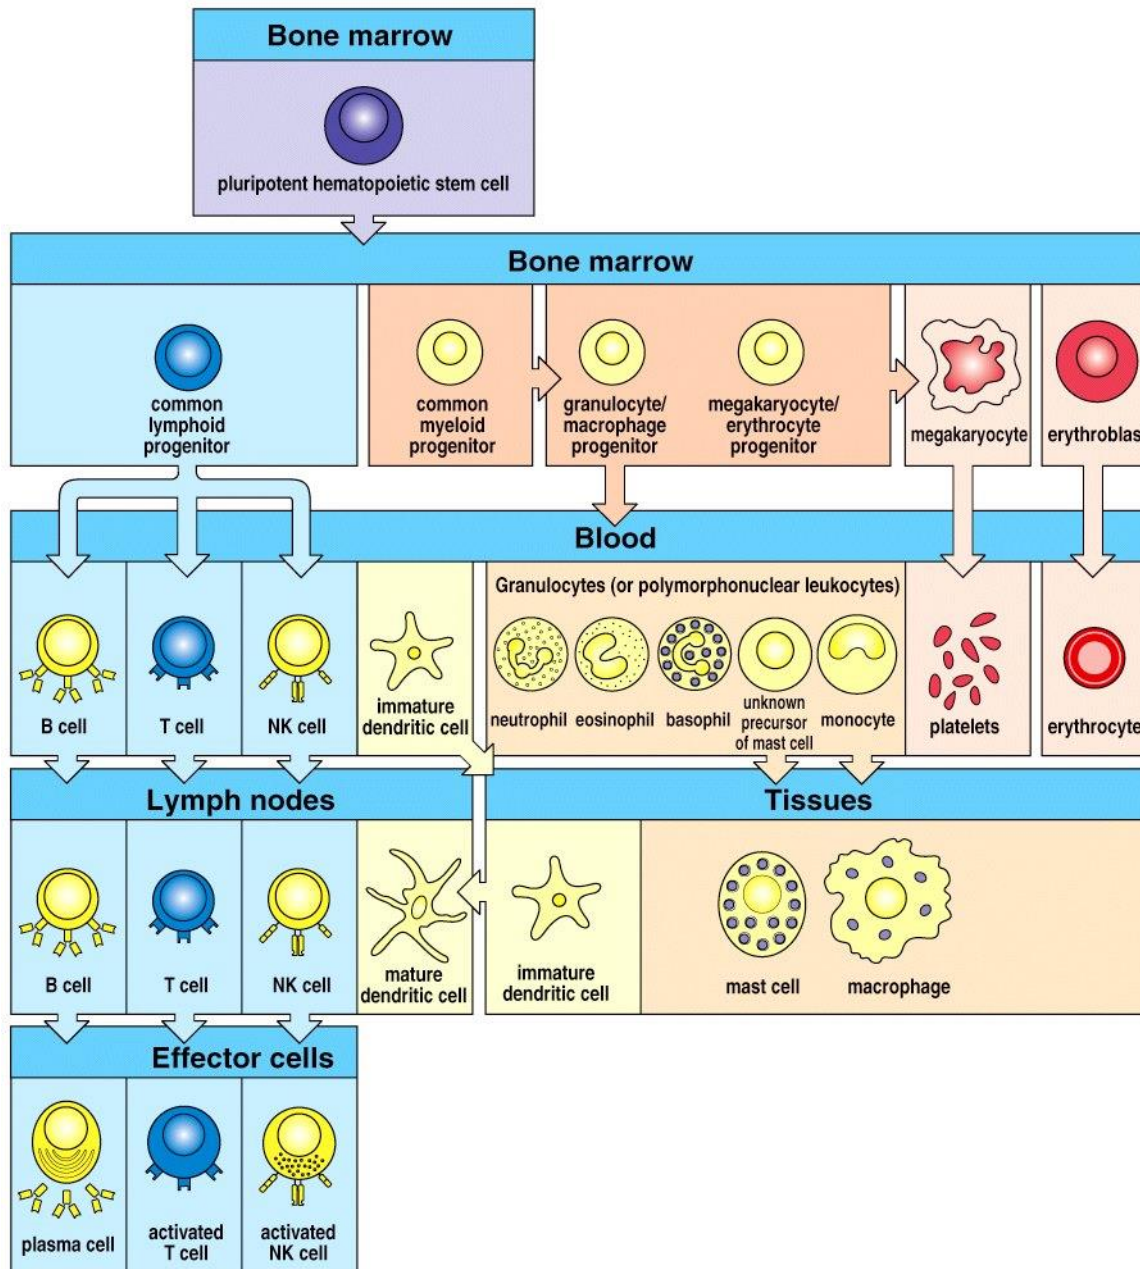 Bone marrow
pluripotent hematopoietic stem cell
Bone marrow
common
lymphoid
progenitor
common
myeloid
progenitor
granulocyte/
macrophage
progenitor
megakaryocyte/
erythrocyte
progenitor
megakaryocyte
erythroblas
Blood
B cell
T cell
NK cell
immature
dendritic cell
Granulocytes (or polymorphonuclear leukocytes)
neutrophil
eosinophil
basophil
unknown
precursor
of mast cell
monocyte
platelets
erythrocyte
Lymph nodes
Tissues
B cell
T cell
NK cell
mature
dendritic cell
immature
dendritic cell
mast cell
macrophage
Effector cells
plasma cell
activated
T cell
activated
NK cell